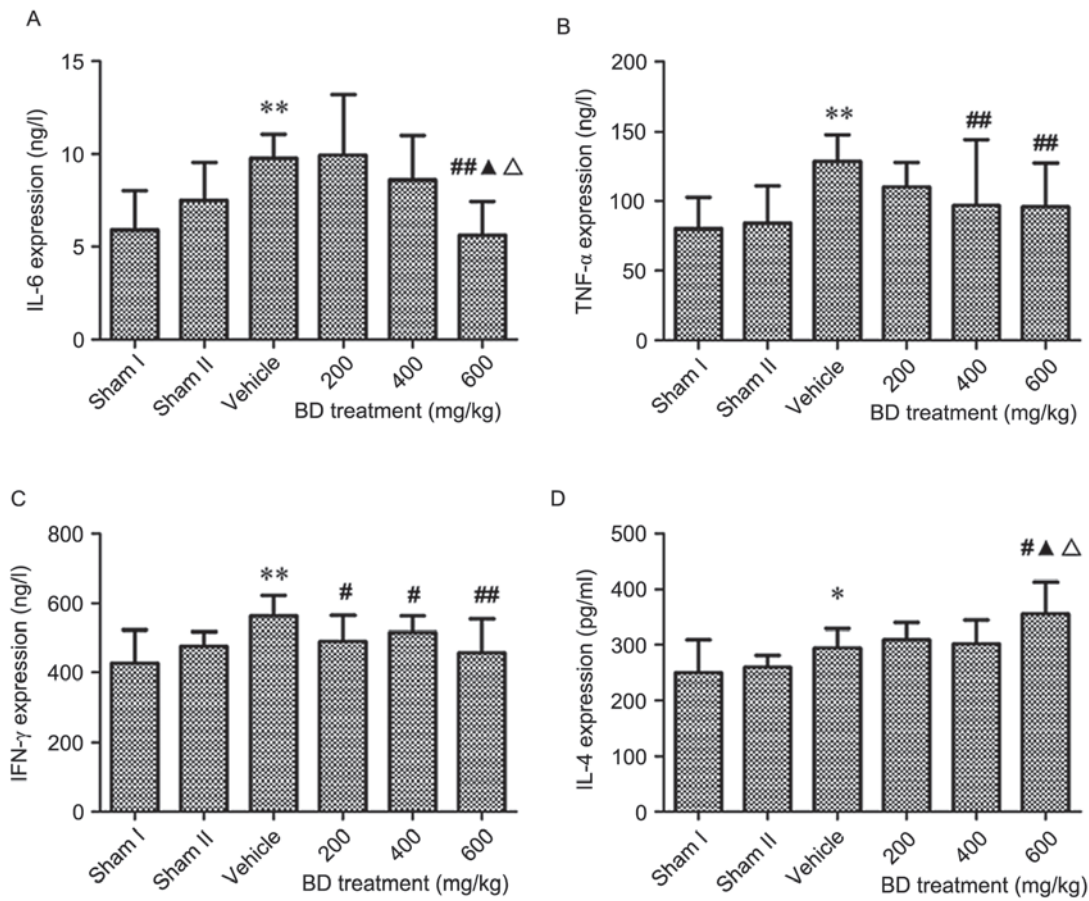 A
IL-6 expression (ng/l)
15
10
5
0
**
##▲△
Sham I
Sham II
Vehicle
200
400
600
BD treatment (mg/kg)
B
TNF-α expression (ng/l)
200
150
100
50
0
**
##
##
Sham I
Sham II
Vehicle
200
400
600
BD treatment (mg/kg)
C
IFN-γ expression (ng/l)
800
600
400
200
0
**
#
#
##
Sham I
Sham II
Vehicle
200
400
600
BD treatment (mg/kg)
D
IL-4 expression (pg/ml)
500
400
300
200
100
0
*
#▲△
Sham I
Sham II
Vehicle
200
400
600
BD treatment (mg/kg)